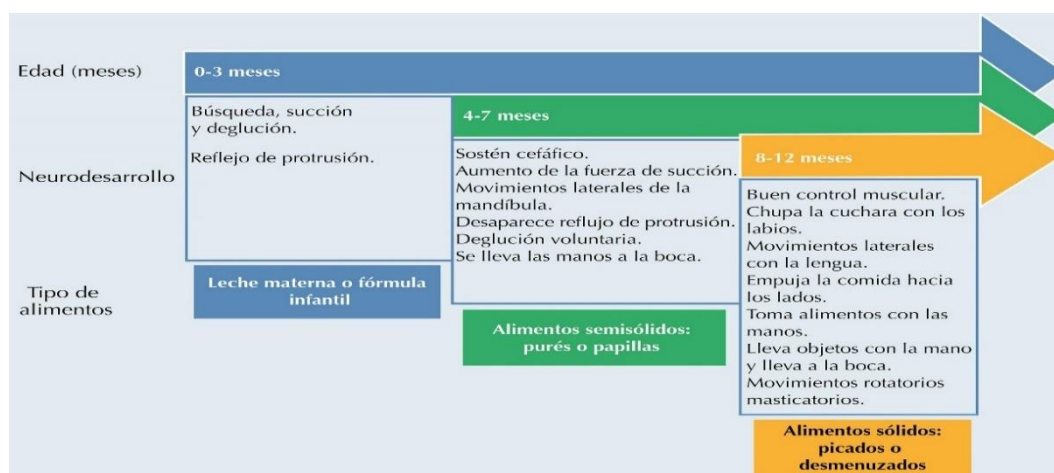 Edad (meses)
0-3 meses
Búsqueda, succión
y deglución.
Reflejo de protrusión.
4-7 meses
Neurodesarrollo
Sostén cefáfico.
Aumento de la fuerza de succión.
Movimientos laterales de la
mandíbula.
Desaparece reflujo de protrusión.
Deglución voluntaria.
Se lleva las manos a la boca.
8-12 meses
Buen control muscular.
Chupa la cuchara con los
labios.
Movimientos laterales
con la lengua.
Empuja la comida hacia
los lados.
Toma alimentos con las
manos.
Lleva objetos con la mano
y lleva a la boca.
Movimientos rotatorios
masticatorios.
Tipo de
alimentos
Leche materna o fórmula
infantil
Alimentos semisólidos:
purés o papillas
Alimentos sólidos:
picados o
desmenuzados